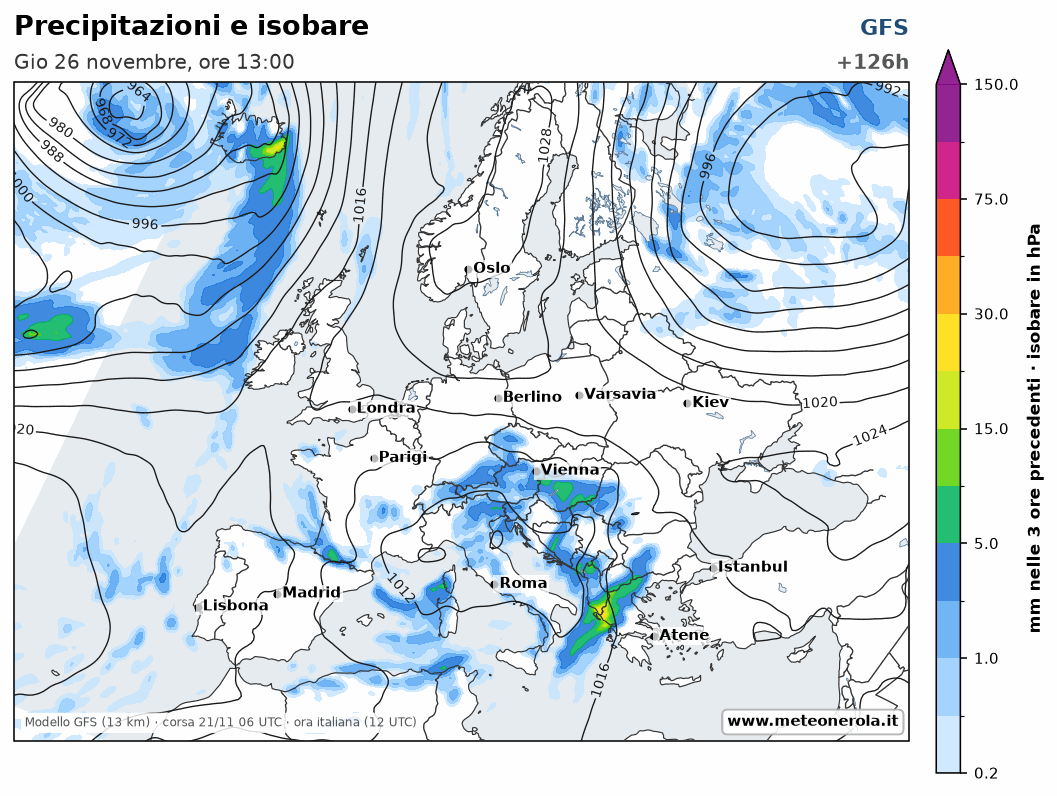 Precipitazioni e isobare
GFS
Gio 26 novembre, ore 13:00
+126h
964
968
972
980
988
996
1016
1028
996
992
Oslo
Londra
Berlino
Varsavia
Kiev
1020
1024
20
Parigi
Vienna
1012
Madrid
Lisbona
Roma
Istanbul
Atene
1016
Modello GFS (13 km) · corsa 21/11 06 UTC · ora italiana (12 UTC)
www.meteonerola.it
150.0
75.0
30.0
15.0
5.0
1.0
0.2
mm nelle 3 ore precedenti · isobare in hPa